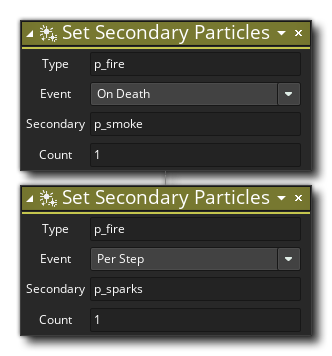 Set Secondary Particles
Type p_fire
Event On Death
Secondary p_smoke
Count 1
Set Secondary Particles
Type p_fire
Event Per Step
Secondary p_sparks
Count 1